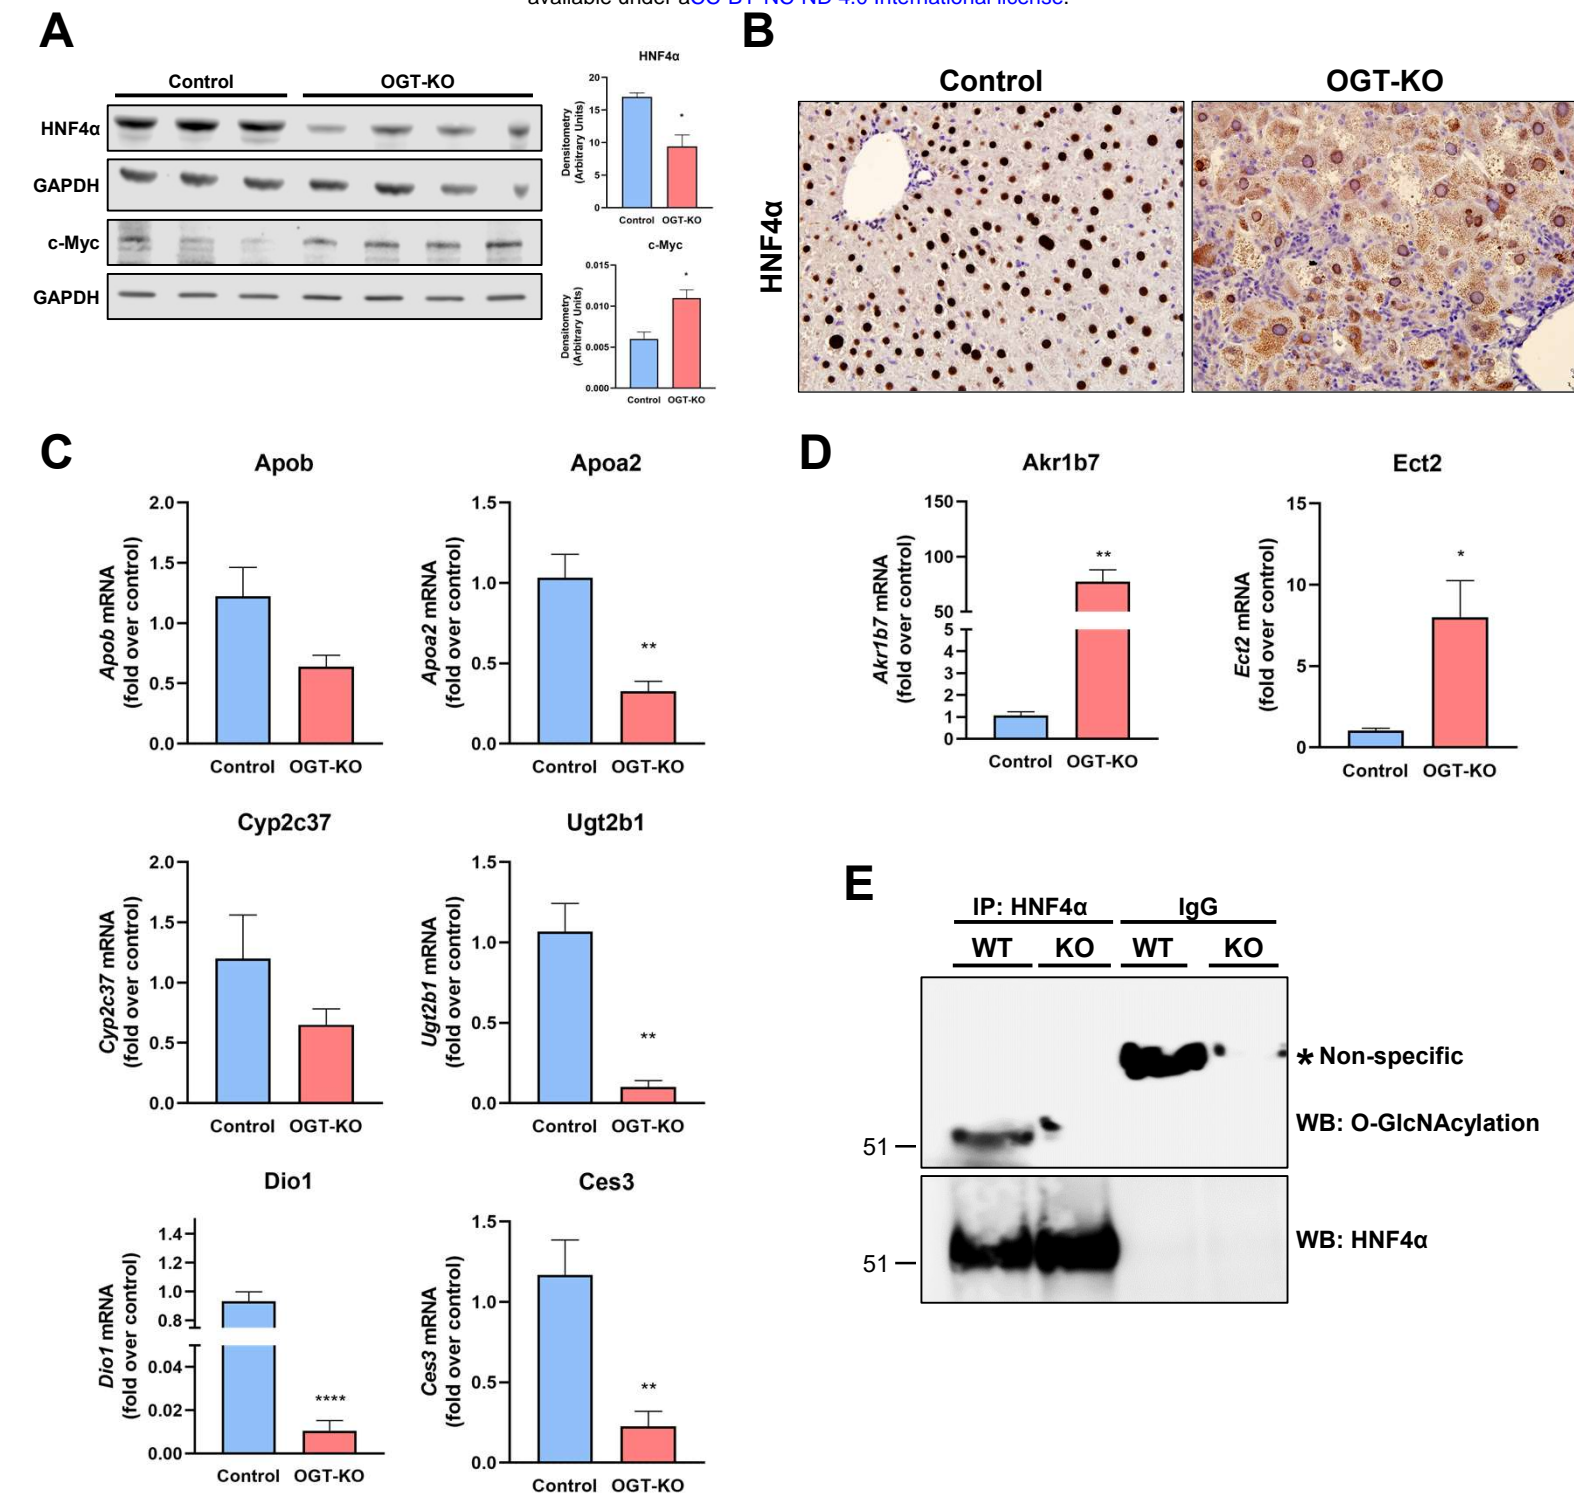 available under aCC-BY-NC-ND 4.0 International license.
A
Control
OGT-KO
HNF4α
GAPDH
c-Myc
GAPDH
HNF4α
Densitometry
(Arbitrary Units)
20
15
10
5
0
*
Control OGT-KO
c-Myc
Densitometry
(Arbitrary Units)
0.015
0.010
0.005
0.000
*
Control OGT-KO
B
Control
OGT-KO
HNF4α
C
Apob
Apob mRNA
(fold over control)
2.0
1.5
1.0
0.5
0.0
Control OGT-KO
Apoa2
Apoa2 mRNA
(fold over control)
1.5
1.0
0.5
0.0
**
Control OGT-KO
Cyp2c37
Cyp2c37 mRNA
(fold over control)
2.0
1.5
1.0
0.5
0.0
Control OGT-KO
Ugt2b1
Ugt2b1 mRNA
(fold over control)
1.5
1.0
0.5
0.0
**
Control OGT-KO
Dio1
Dio1 mRNA
(fold over control)
1.4
1.2
1.0
0.8
0.04
0.02
0.00
****
Control OGT-KO
Ces3
Ces3 mRNA
(fold over control)
1.5
1.0
0.5
0.0
**
Control OGT-KO
D
Akr1b7
Akr1b7 mRNA
(fold over control)
150
100
50
5
4
3
2
1
0
**
Control OGT-KO
Ect2
Ect2 mRNA
(fold over control)
15
10
5
0
*
Control OGT-KO
E
IP: HNF4α
IgG
WT KO WT KO
* Non-specific
WB: O-GlcNAcylation
51
WB: HNF4α
51